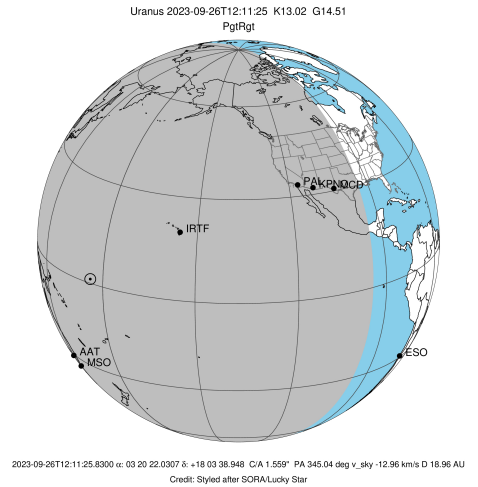 Uranus 2023-09-26T12:11:25 K13.02 G14.51
PgtRgt
PAL KPNO MCD
IRTF
AAT
MSO
ESO
2023-09-26T12:11:25.8300 α: 03 20 22.0307 δ: +18 03 38.948 C/A 1.559" PA 345.04 deg v_sky -12.96 km/s D 18.96 AU
Credit: Styled after SORA/Lucky Star